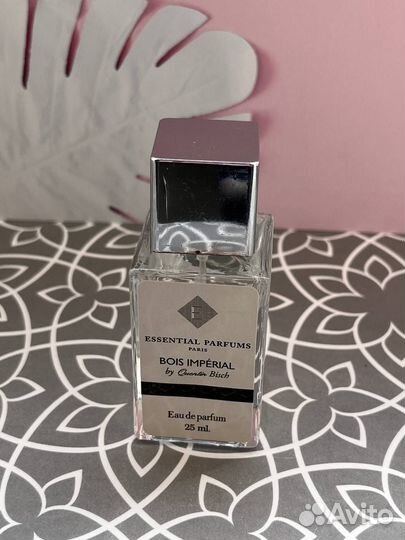 ESSENTIAL PARFUMS
PARIS
BOIS IMPÉRIAL
by Quentin Bisch
Eau de parfum
25 ml.
Avito